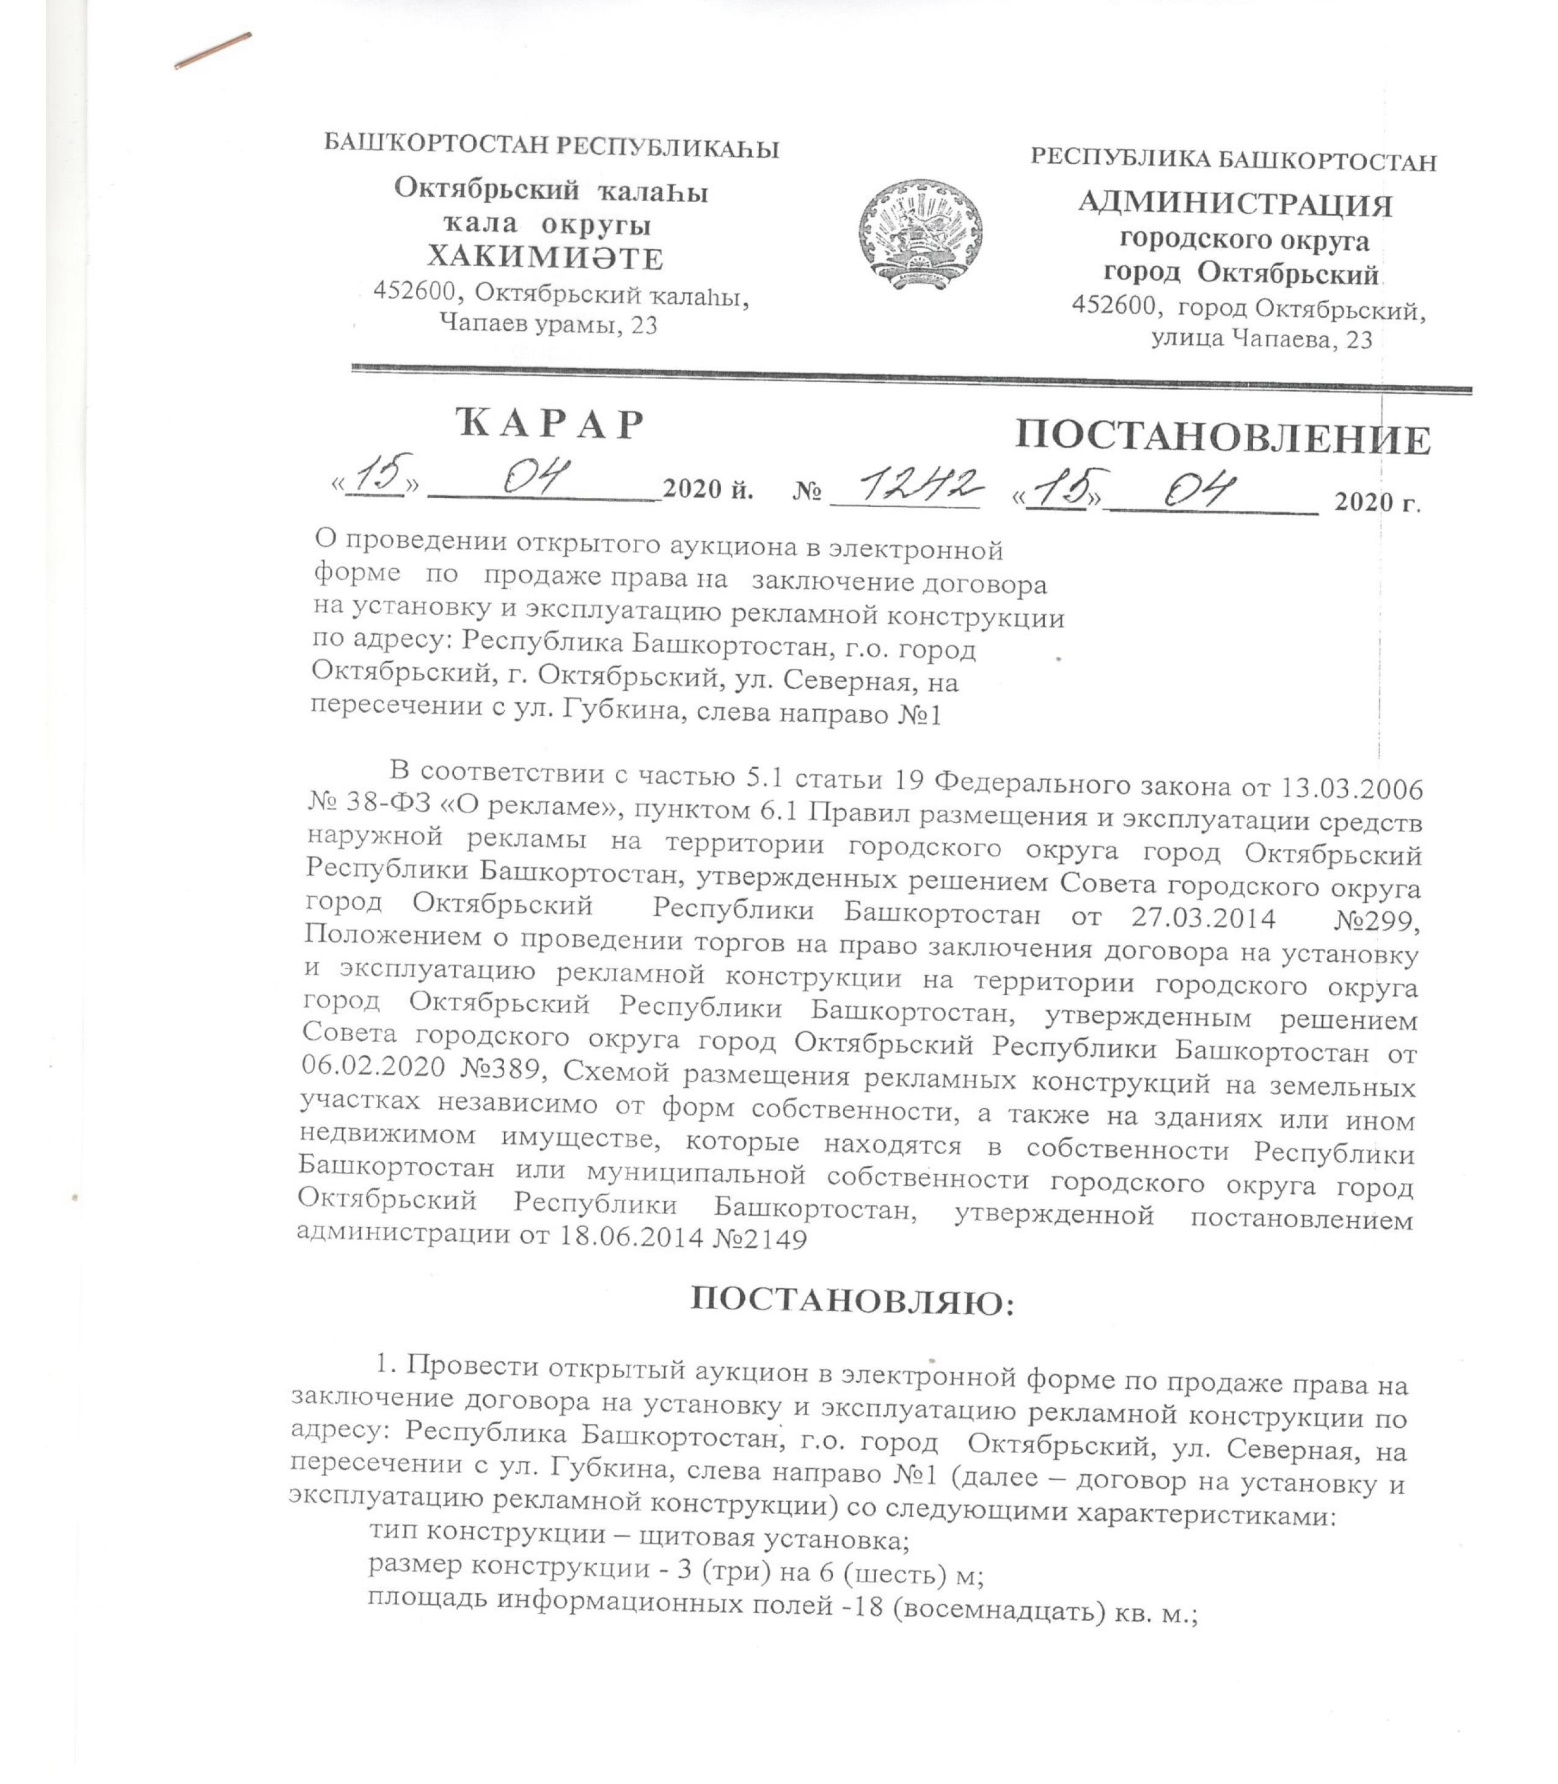 БАШҠОРТОСТАН РЕСПУБЛИКАҺЫ
Октябрьский ҡалаһы
ҡала округы
ХАКИМИӘТЕ
452600, Октябрьский ҡалаһы,
Чапаев урамы, 23
РЕСПУБЛИКА БАШКОРТОСТАН
АДМИНИСТРАЦИЯ
городского округа
город Октябрьский
452600, город Октябрьский,
улица Чапаева, 23
ҠАРАР
ПОСТАНОВЛЕНИЕ
«15» 04 2020 й. № 1242 «15» 04 2020 г.
О проведении открытого аукциона в электронной
форме по продаже права на заключение договора
на установку и эксплуатацию рекламной конструкции
по адресу: Республика Башкортостан, г.о. город
Октябрьский, г. Октябрьский, ул. Северная, на
пересечении с ул. Губкина, слева направо №1
В соответствии с частью 5.1 статьи 19 Федерального закона от 13.03.2006
№ 38-ФЗ «О рекламе», пунктом 6.1 Правил размещения и эксплуатации средств
наружной рекламы на территории городского округа город Октябрьский
Республики Башкортостан, утвержденных решением Совета городского округа
город Октябрьский Республики Башкортостан от 27.03.2014 №299,
Положением о проведении торгов на право заключения договора на установку
и эксплуатацию рекламной конструкции на территории городского округа
город Октябрьский Республики Башкортостан, утвержденным решением
Совета городского округа город Октябрьский Республики Башкортостан от
06.02.2020 №389, Схемой размещения рекламных конструкций на земельных
участках независимо от форм собственности, а также на зданиях или ином
недвижимом имуществе, которые находятся в собственности Республики
Башкортостан или муниципальной собственности городского округа город
Октябрьский Республики Башкортостан, утвержденной постановлением
администрации от 18.06.2014 №2149
ПОСТАНОВЛЯЮ:
1. Провести открытый аукцион в электронной форме по продаже права на
заключение договора на установку и эксплуатацию рекламной конструкции по
адресу: Республика Башкортостан, г.о. город Октябрьский, ул. Северная, на
пересечении с ул. Губкина, слева направо №1 (далее – договор на установку и
эксплуатацию рекламной конструкции) со следующими характеристиками:
тип конструкции – щитовая установка;
размер конструкции - 3 (три) на 6 (шесть) м;
площадь информационных полей -18 (восемнадцать) кв. м.;